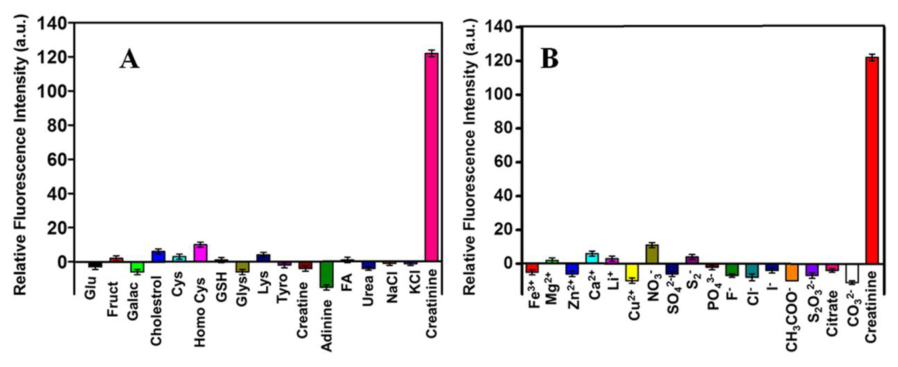 A
Relative Fluorescence Intensity (a.u.)
140
120
100
80
60
40
20
0
Glu
Fruct
Galac
Cholestrol
Cys
Homo Cys
GSH
Glys
Lys
Tyro
Creatine
Adinine
FA
Urea
NaCl
KCl
Creatinine
B
Relative Fluorescence Intensity (a.u.)
140
120
100
80
60
40
20
0
Fe³⁺
Mg²⁺
Zn²⁺
Ca²⁺
Li⁺
Cu²⁺
NO₃⁻
SO₄²⁻
S₂⁻
PO₄³⁻
F⁻
Cl⁻
I⁻
CH₃COO⁻
S₂O₃²⁻
Citrate
CO₃²⁻
Creatinine